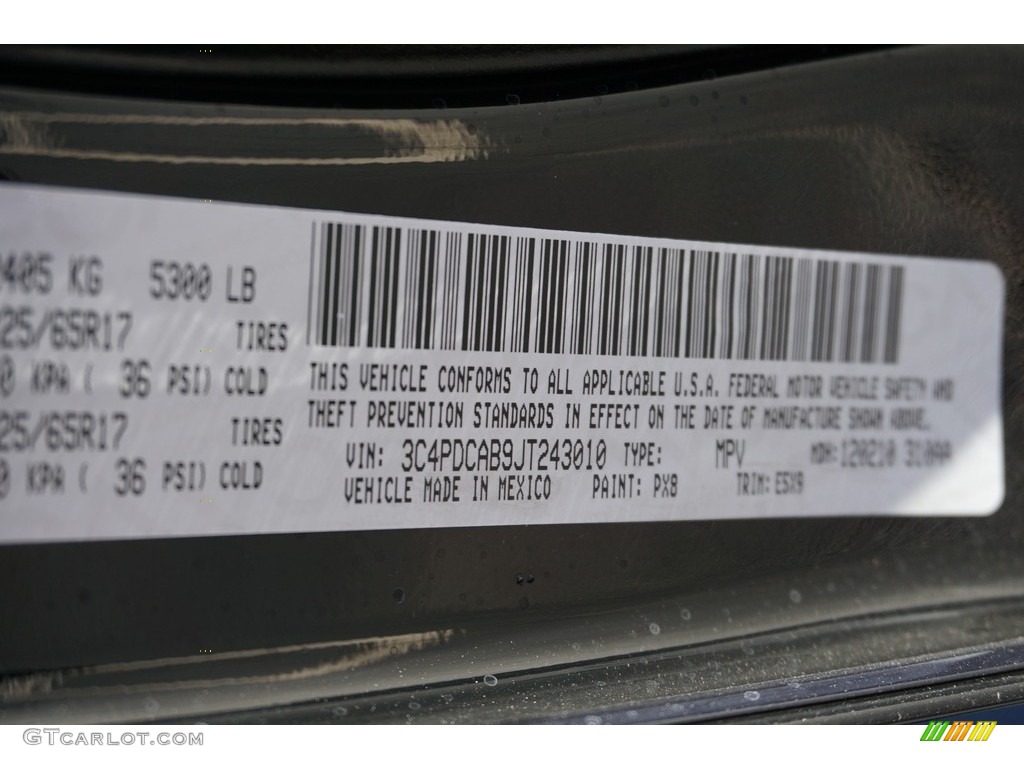 405 KG 5300 LB
25/65R17 TIRES
0 KPA ( 36 PSI) COLD
25/65R17 TIRES
0 KPA ( 36 PSI) COLD
THIS VEHICLE CONFORMS TO ALL APPLICABLE U.S.A. FEDERAL MOTOR VEHICLE SAFETY AND
THEFT PREVENTION STANDARDS IN EFFECT ON THE DATE OF MANUFACTURE SHOWN ABOVE.
VIN: 3C4PDCAB9JT243010 TYPE: MPV MDH: 120210
VEHICLE MADE IN MEXICO PAINT: PX8 TRIM: E5X9
GTcarlot.com